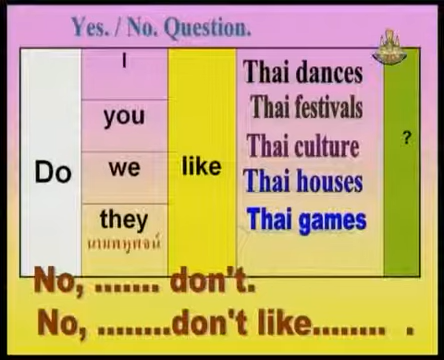 Yes. / No. Question.
Do
I
you
we
they
นามพหูพจน์
like
Thai dances
Thai festivals
Thai culture
Thai houses
Thai games
?
No, ....... don't.
No, ........don't like........ .